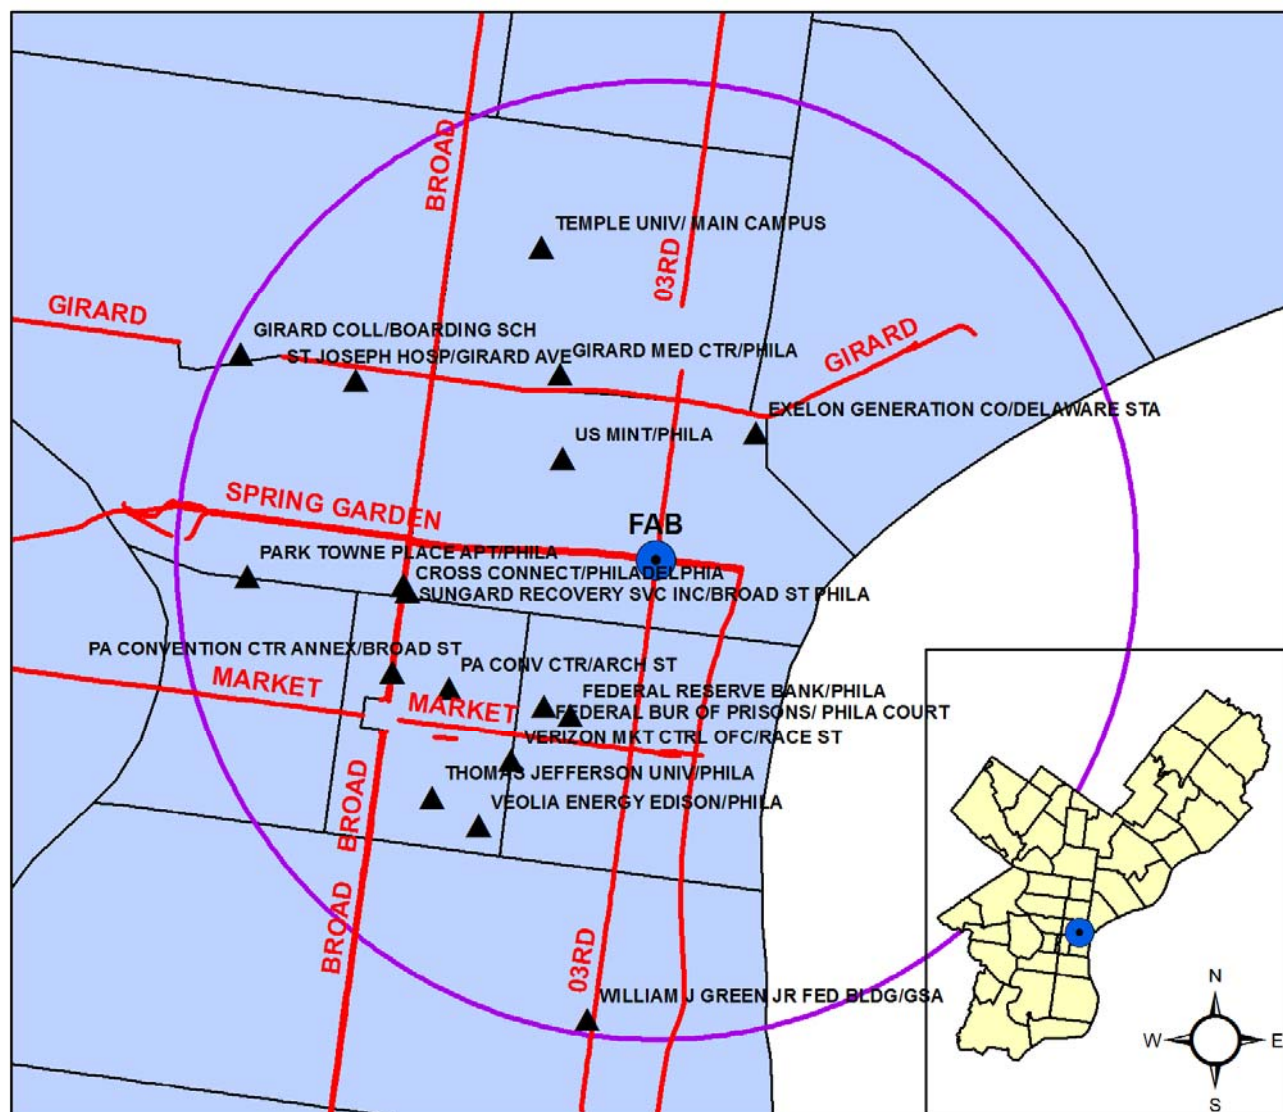 BROAD
TEMPLE UNIV/ MAIN CAMPUS
03RD
GIRARD
GIRARD COLL/BOARDING SCH
ST JOSEPH HOSP/GIRARD AVE
GIRARD MED CTR/PHILA
GIRARD
EXELON GENERATION CO/DELAWARE STA
US MINT/PHILA
SPRING GARDEN
FAB
PARK TOWNE PLACE APT/PHILA
CROSS CONNECT/PHILADELPHIA
SUNGARD RECOVERY SVC INC/BROAD ST PHILA
PA CONVENTION CTR ANNEX/BROAD ST
PA CONV CTR/ARCH ST
MARKET
FEDERAL RESERVE BANK/PHILA
MARKET
FEDERAL BUR OF PRISONS/ PHILA COURT
VERIZON MKT CTRL OFC/RACE ST
THOMAS JEFFERSON UNIV/PHILA
BROAD
VEOLIA ENERGY EDISON/PHILA
BROAD
03RD
WILLIAM J GREEN JR FED BLDG/GSA
N
W
E
S